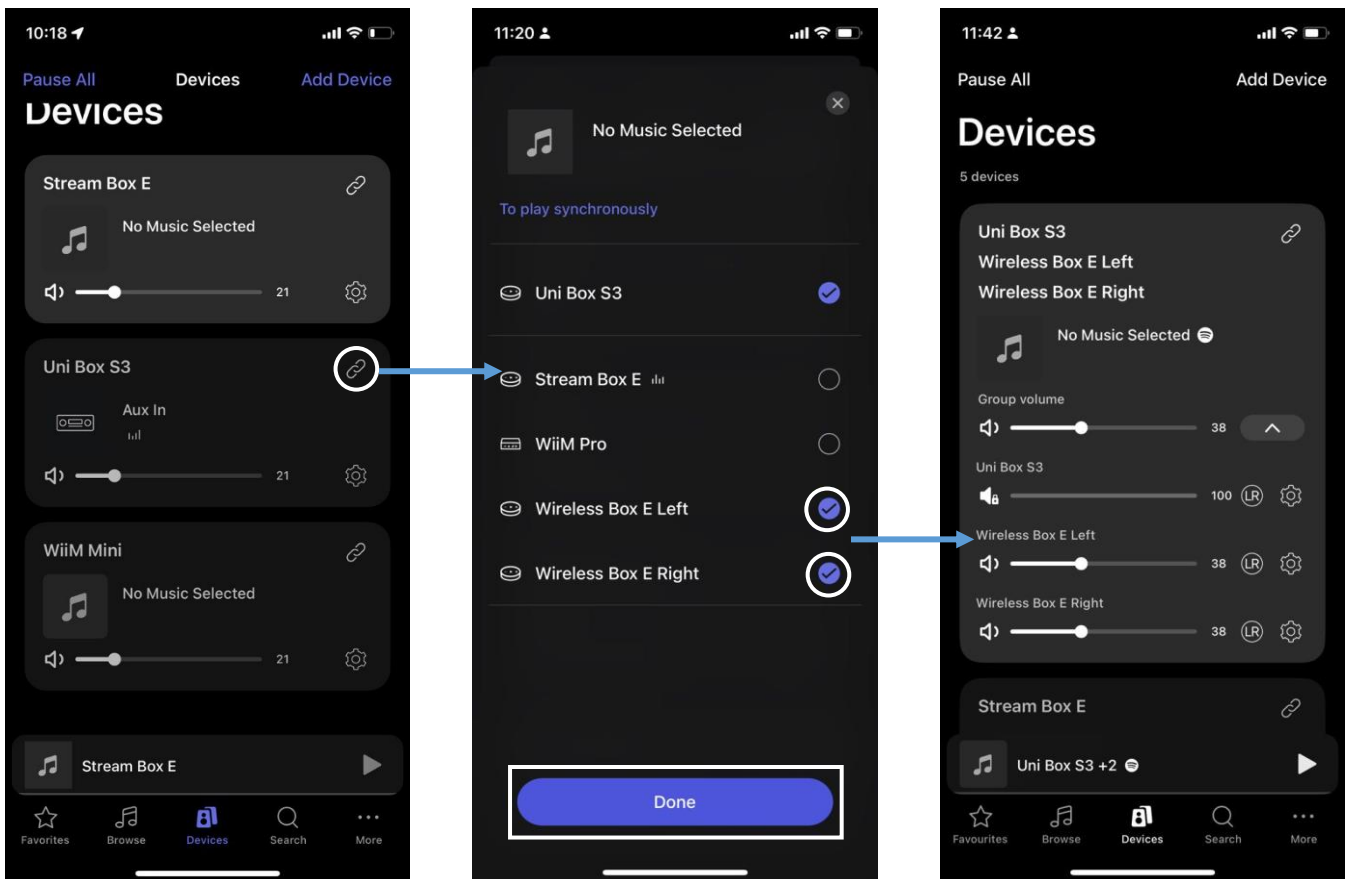 10:18
Pause All Devices Add Device
Devices
Stream Box E
No Music Selected
21
Uni Box S3
Aux In
21
WiiM Mini
No Music Selected
21
Stream Box E
Favorites Browse Devices Search More
11:20
No Music Selected
To play synchronously
Uni Box S3
Stream Box E
WiiM Pro
Wireless Box E Left
Wireless Box E Right
Done
11:42
Pause All Add Device
Devices
5 devices
Uni Box S3
Wireless Box E Left
Wireless Box E Right
No Music Selected
Group volume
38
Uni Box S3
100 LR
Wireless Box E Left
38 LR
Wireless Box E Right
38 LR
Stream Box E
Uni Box S3 +2
Favourites Browse Devices Search More